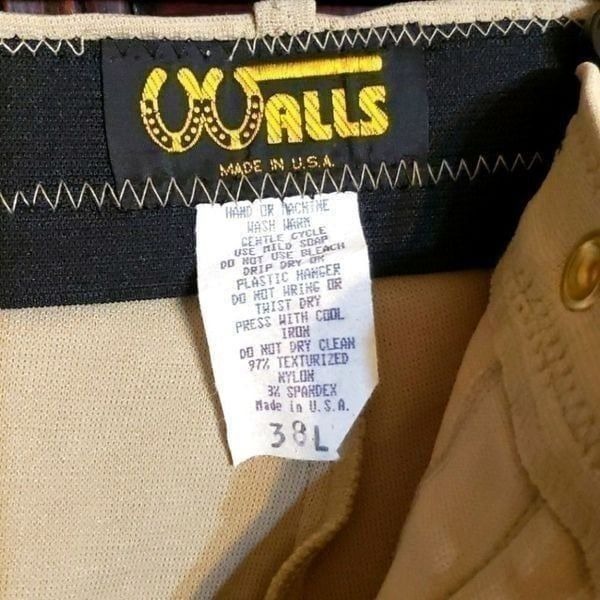 WALLS
MADE IN U.S.A.
HAND OR MACHINE
WASH WARM
GENTLE CYCLE
USE MILD SOAP
DO NOT USE BLEACH
DRIP DRY ON
PLASTIC HANGER
DO NOT WRING OR
TWIST DRY
PRESS WITH COOL
IRON
DO NOT DRY CLEAN
97% TEXTURIZED
NYLON
3% SPANDEX
Made in U.S.A.
38L